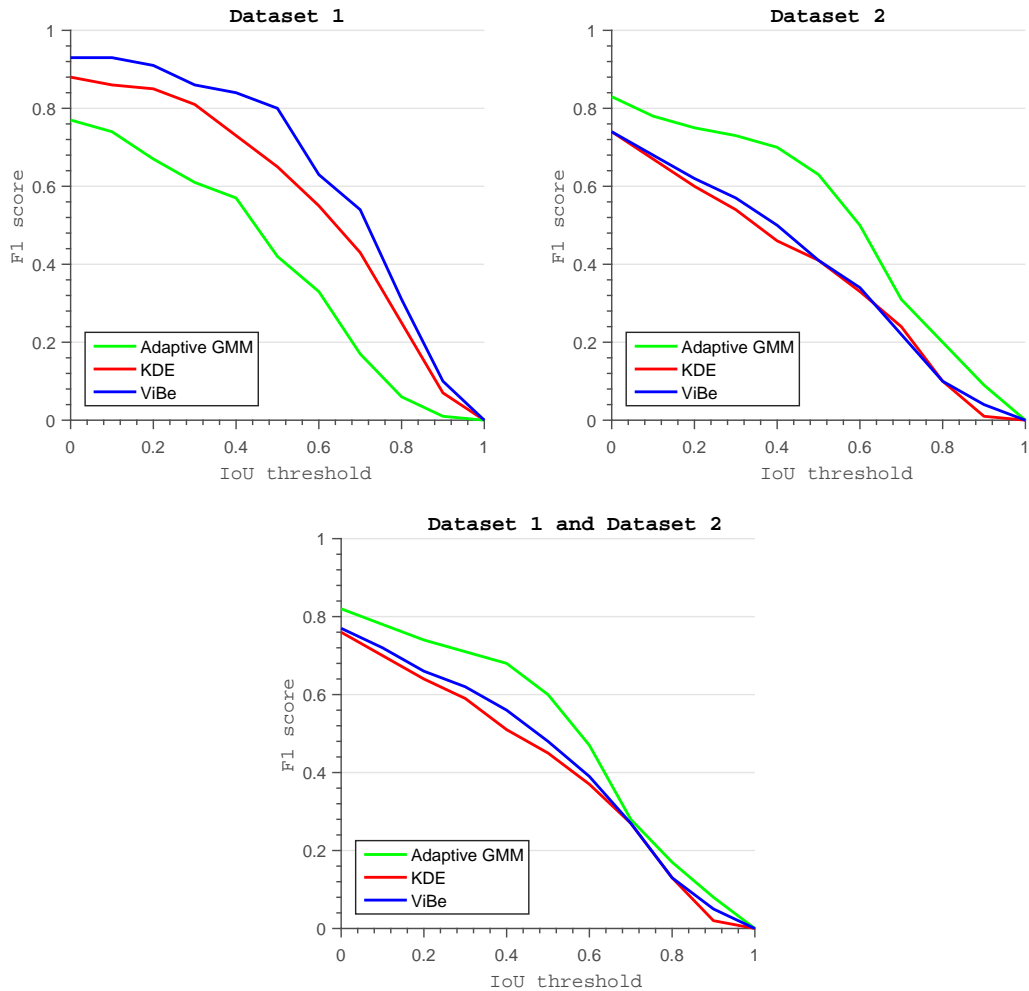 Dataset 1
1
0.8
0.6
0.4
0.2
0
F1 score
Adaptive GMM
KDE
ViBe
0 0.2 0.4 0.6 0.8 1
IoU threshold
Dataset 2
1
0.8
0.6
0.4
0.2
0
F1 score
Adaptive GMM
KDE
ViBe
0 0.2 0.4 0.6 0.8 1
IoU threshold
Dataset 1 and Dataset 2
1
0.8
0.6
0.4
0.2
0
F1 score
Adaptive GMM
KDE
ViBe
0 0.2 0.4 0.6 0.8 1
IoU threshold